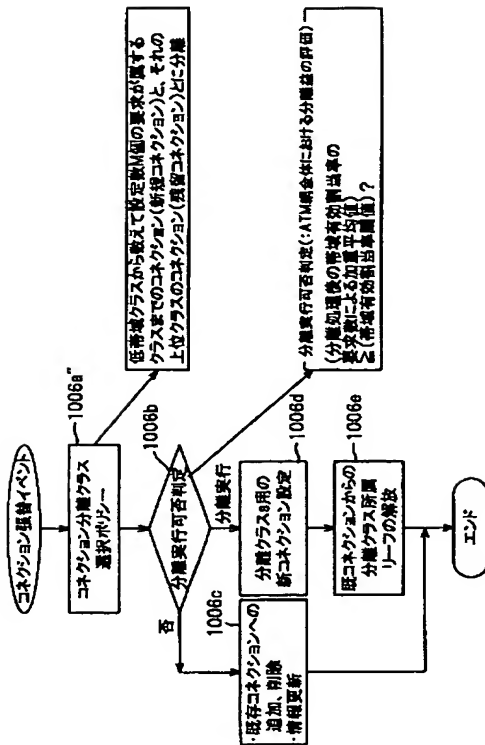 コネクション張替イベント
1006a"
コネクション分離クラス
選択ポリシー
低帯域クラスから数えて設定数M個の要求が属する
クラスまでのコネクション(新規コネクション)と、それの
上位クラスのコネクション(残留コネクション)とに分離
1006b
分離実行可否判定
分離実行可否判定(:ATM網全体における分離益の評価)
(分離処理後の帯域有効割当率の
要求数による加重平均値)
≧(帯域有効割当率閾値)?
否
分離実行
1006c
・既存コネクションへの
追加、削除
・情報更新
1006d
分離クラスB用の
新コネクション設定
1006e
既コネクションからの
分離クラス所属
リーフの解放
エンド